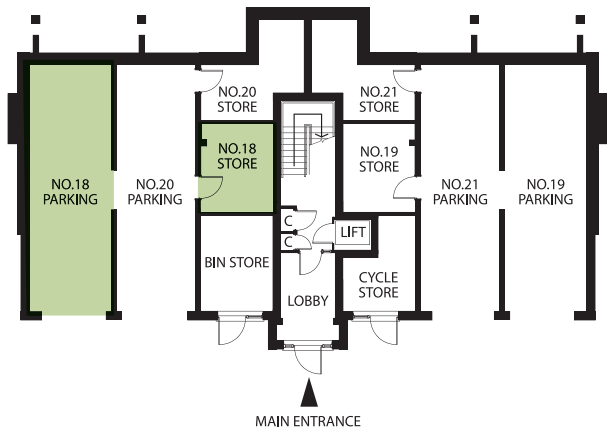 NO.20
STORE
NO.21
STORE
NO.18
STORE
NO.19
STORE
NO.18
PARKING
NO.20
PARKING
NO.21
PARKING
NO.19
PARKING
C
C
LIFT
BIN STORE
CYCLE
STORE
LOBBY
MAIN ENTRANCE